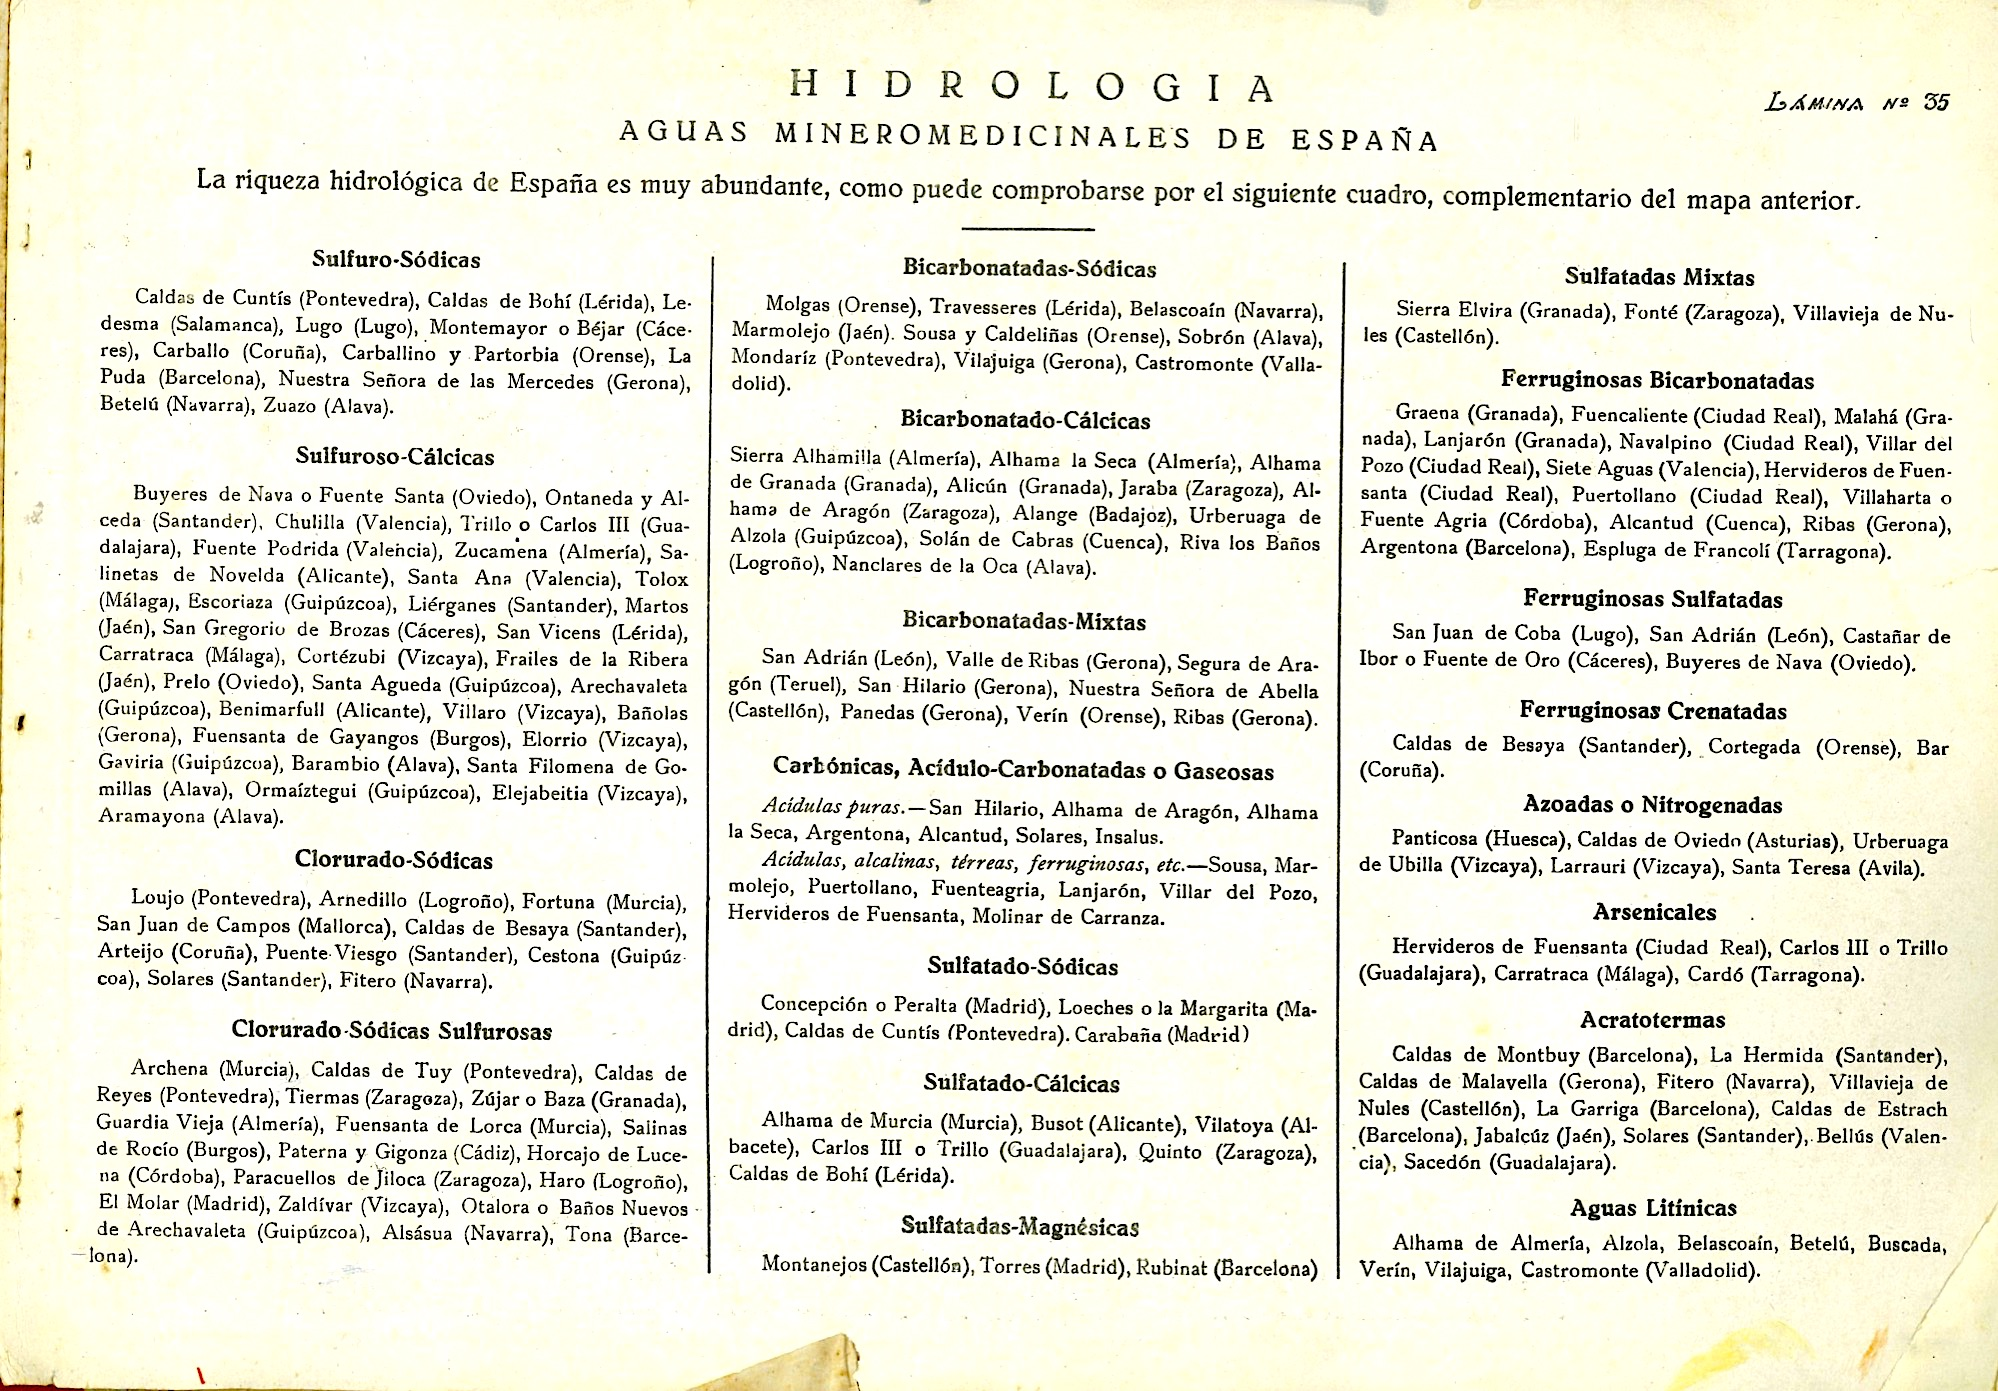 HIDROLOGIA
LÁMINA Nº 35
AGUAS MINEROMEDICINALES DE ESPAÑA
La riqueza hidrológica de España es muy abundante, como puede comprobarse por el siguiente cuadro, complementario del mapa anterior.
Sulfuro-Sódicas
Caldas de Cuntís (Pontevedra), Caldas de Bohí (Lérida), Le-
desma (Salamanca), Lugo (Lugo), Montemayor o Béjar (Cáce-
res), Carballo (Coruña), Carballino y Partorbia (Orense), La
Puda (Barcelona), Nuestra Señora de las Mercedes (Gerona),
Betelú (Navarra), Zuazo (Alava).
Sulfuroso-Cálcicas
Buyeres de Nava o Fuente Santa (Oviedo), Ontaneda y Al-
ceda (Santander), Chulilla (Valencia), Trillo o Carlos III (Gua-
dalajara), Fuente Podrida (Valencia), Zucamena (Almería), Sa-
linetas de Novelda (Alicante), Santa Ana (Valencia), Tolox
(Málaga), Escoriaza (Guipúzcoa), Liérganes (Santander), Martos
(Jaén), San Gregorio de Brozas (Cáceres), San Vicens (Lérida),
Carratraca (Málaga), Cortézubi (Vizcaya), Frailes de la Ribera
(Jaén), Prelo (Oviedo), Santa Agueda (Guipúzcoa), Arechavaleta
(Guipúzcoa), Benimarfull (Alicante), Villaro (Vizcaya), Bañolas
(Gerona), Fuensanta de Gayangos (Burgos), Elorrio (Vizcaya),
Gaviria (Guipúzcoa), Barambio (Alava), Santa Filomena de Go-
millas (Alava), Ormaíztegui (Guipúzcoa), Elejabeitia (Vizcaya),
Aramayona (Alava).
Clorurado-Sódicas
Loujo (Pontevedra), Arnedillo (Logroño), Fortuna (Murcia),
San Juan de Campos (Mallorca), Caldas de Besaya (Santander),
Arteijo (Coruña), Puente-Viesgo (Santander), Cestona (Guipúz-
coa), Solares (Santander), Fitero (Navarra).
Clorurado-Sódicas Sulfurosas
Archena (Murcia), Caldas de Tuy (Pontevedra), Caldas de
Reyes (Pontevedra), Tiermas (Zaragoza), Zújar o Baza (Granada),
Guardia Vieja (Almería), Fuensanta de Lorca (Murcia), Salinas
de Rocío (Burgos), Paterna y Gigonza (Cádiz), Horcajo de Luce-
na (Córdoba), Paracuellos de Jiloca (Zaragoza), Haro (Logroño),
El Molar (Madrid), Zaldívar (Vizcaya), Otalora o Baños Nuevos
de Arechavaleta (Guipúzcoa), Alsásua (Navarra), Tona (Barce-
lona).
Bicarbonatadas-Sódicas
Molgas (Orense), Travesseres (Lérida), Belascoaín (Navarra),
Marmolejo (Jaén). Sousa y Caldeliñas (Orense), Sobrón (Alava),
Mondaríz (Pontevedra), Vilajuiga (Gerona), Castromonte (Valla-
dolid).
Bicarbonatado-Cálcicas
Sierra Alhamilla (Almería), Alhama la Seca (Almería), Alhama
de Granada (Granada), Alicún (Granada), Jaraba (Zaragoza), Al-
hama de Aragón (Zaragoza), Alange (Badajoz), Urberuaga de
Alzola (Guipúzcoa), Solán de Cabras (Cuenca), Riva los Baños
(Logroño), Nanclares de la Oca (Alava).
Bicarbonatadas-Mixtas
San Adrián (León), Valle de Ribas (Gerona), Segura de Ara-
gón (Teruel), San Hilario (Gerona), Nuestra Señora de Abella
(Castellón), Panedas (Gerona), Verín (Orense), Ribas (Gerona).
Carbónicas, Acídulo-Carbonatadas o Gaseosas
Acídulas puras.—San Hilario, Alhama de Aragón, Alhama
la Seca, Argentona, Alcantud, Solares, Insalus.
Acídulas, alcalinas, térreas, ferruginosas, etc.—Sousa, Mar-
molejo, Puertollano, Fuenteagria, Lanjarón, Villar del Pozo,
Hervideros de Fuensanta, Molinar de Carranza.
Sulfatado-Sódicas
Concepción o Peralta (Madrid), Loeches o la Margarita (Ma-
drid), Caldas de Cuntís (Pontevedra). Carabaña (Madrid)
Sulfatado-Cálcicas
Alhama de Murcia (Murcia), Busot (Alicante), Vilatoya (Al-
bacete), Carlos III o Trillo (Guadalajara), Quinto (Zaragoza),
Caldas de Bohí (Lérida).
Sulfatadas-Magnésicas
Montanejos (Castellón), Torres (Madrid), Rubinat (Barcelona)
Sulfatadas Mixtas
Sierra Elvira (Granada), Fonté (Zaragoza), Villavieja de Nu-
les (Castellón).
Ferruginosas Bicarbonatadas
Graena (Granada), Fuencaliente (Ciudad Real), Malahá (Gra-
nada), Lanjarón (Granada), Navalpino (Ciudad Real), Villar del
Pozo (Ciudad Real), Siete Aguas (Valencia), Hervideros de Fuen-
santa (Ciudad Real), Puertollano (Ciudad Real), Villaharta o
Fuente Agria (Córdoba), Alcantud (Cuenca), Ribas (Gerona),
Argentona (Barcelona), Espluga de Francolí (Tarragona).
Ferruginosas Sulfatadas
San Juan de Coba (Lugo), San Adrián (León), Castañar de
Ibor o Fuente de Oro (Cáceres), Buyeres de Nava (Oviedo).
Ferruginosas Crenatadas
Caldas de Besaya (Santander), Cortegada (Orense), Bar
(Coruña).
Azoadas o Nitrogenadas
Panticosa (Huesca), Caldas de Oviedo (Asturias), Urberuaga
de Ubilla (Vizcaya), Larrauri (Vizcaya), Santa Teresa (Avila).
Arsenicales
Hervideros de Fuensanta (Ciudad Real), Carlos III o Trillo
(Guadalajara), Carratraca (Málaga), Cardó (Tarragona).
Acratotermas
Caldas de Montbuy (Barcelona), La Hermida (Santander),
Caldas de Malavella (Gerona), Fitero (Navarra), Villavieja de
Nules (Castellón), La Garriga (Barcelona), Caldas de Estrach
(Barcelona), Jabalcúz (Jaén), Solares (Santander), Bellús (Valen-
cia), Sacedón (Guadalajara).
Aguas Litínicas
Alhama de Almería, Alzola, Belascoaín, Betelú, Buscada,
Verín, Vilajuiga, Castromonte (Valladolid).